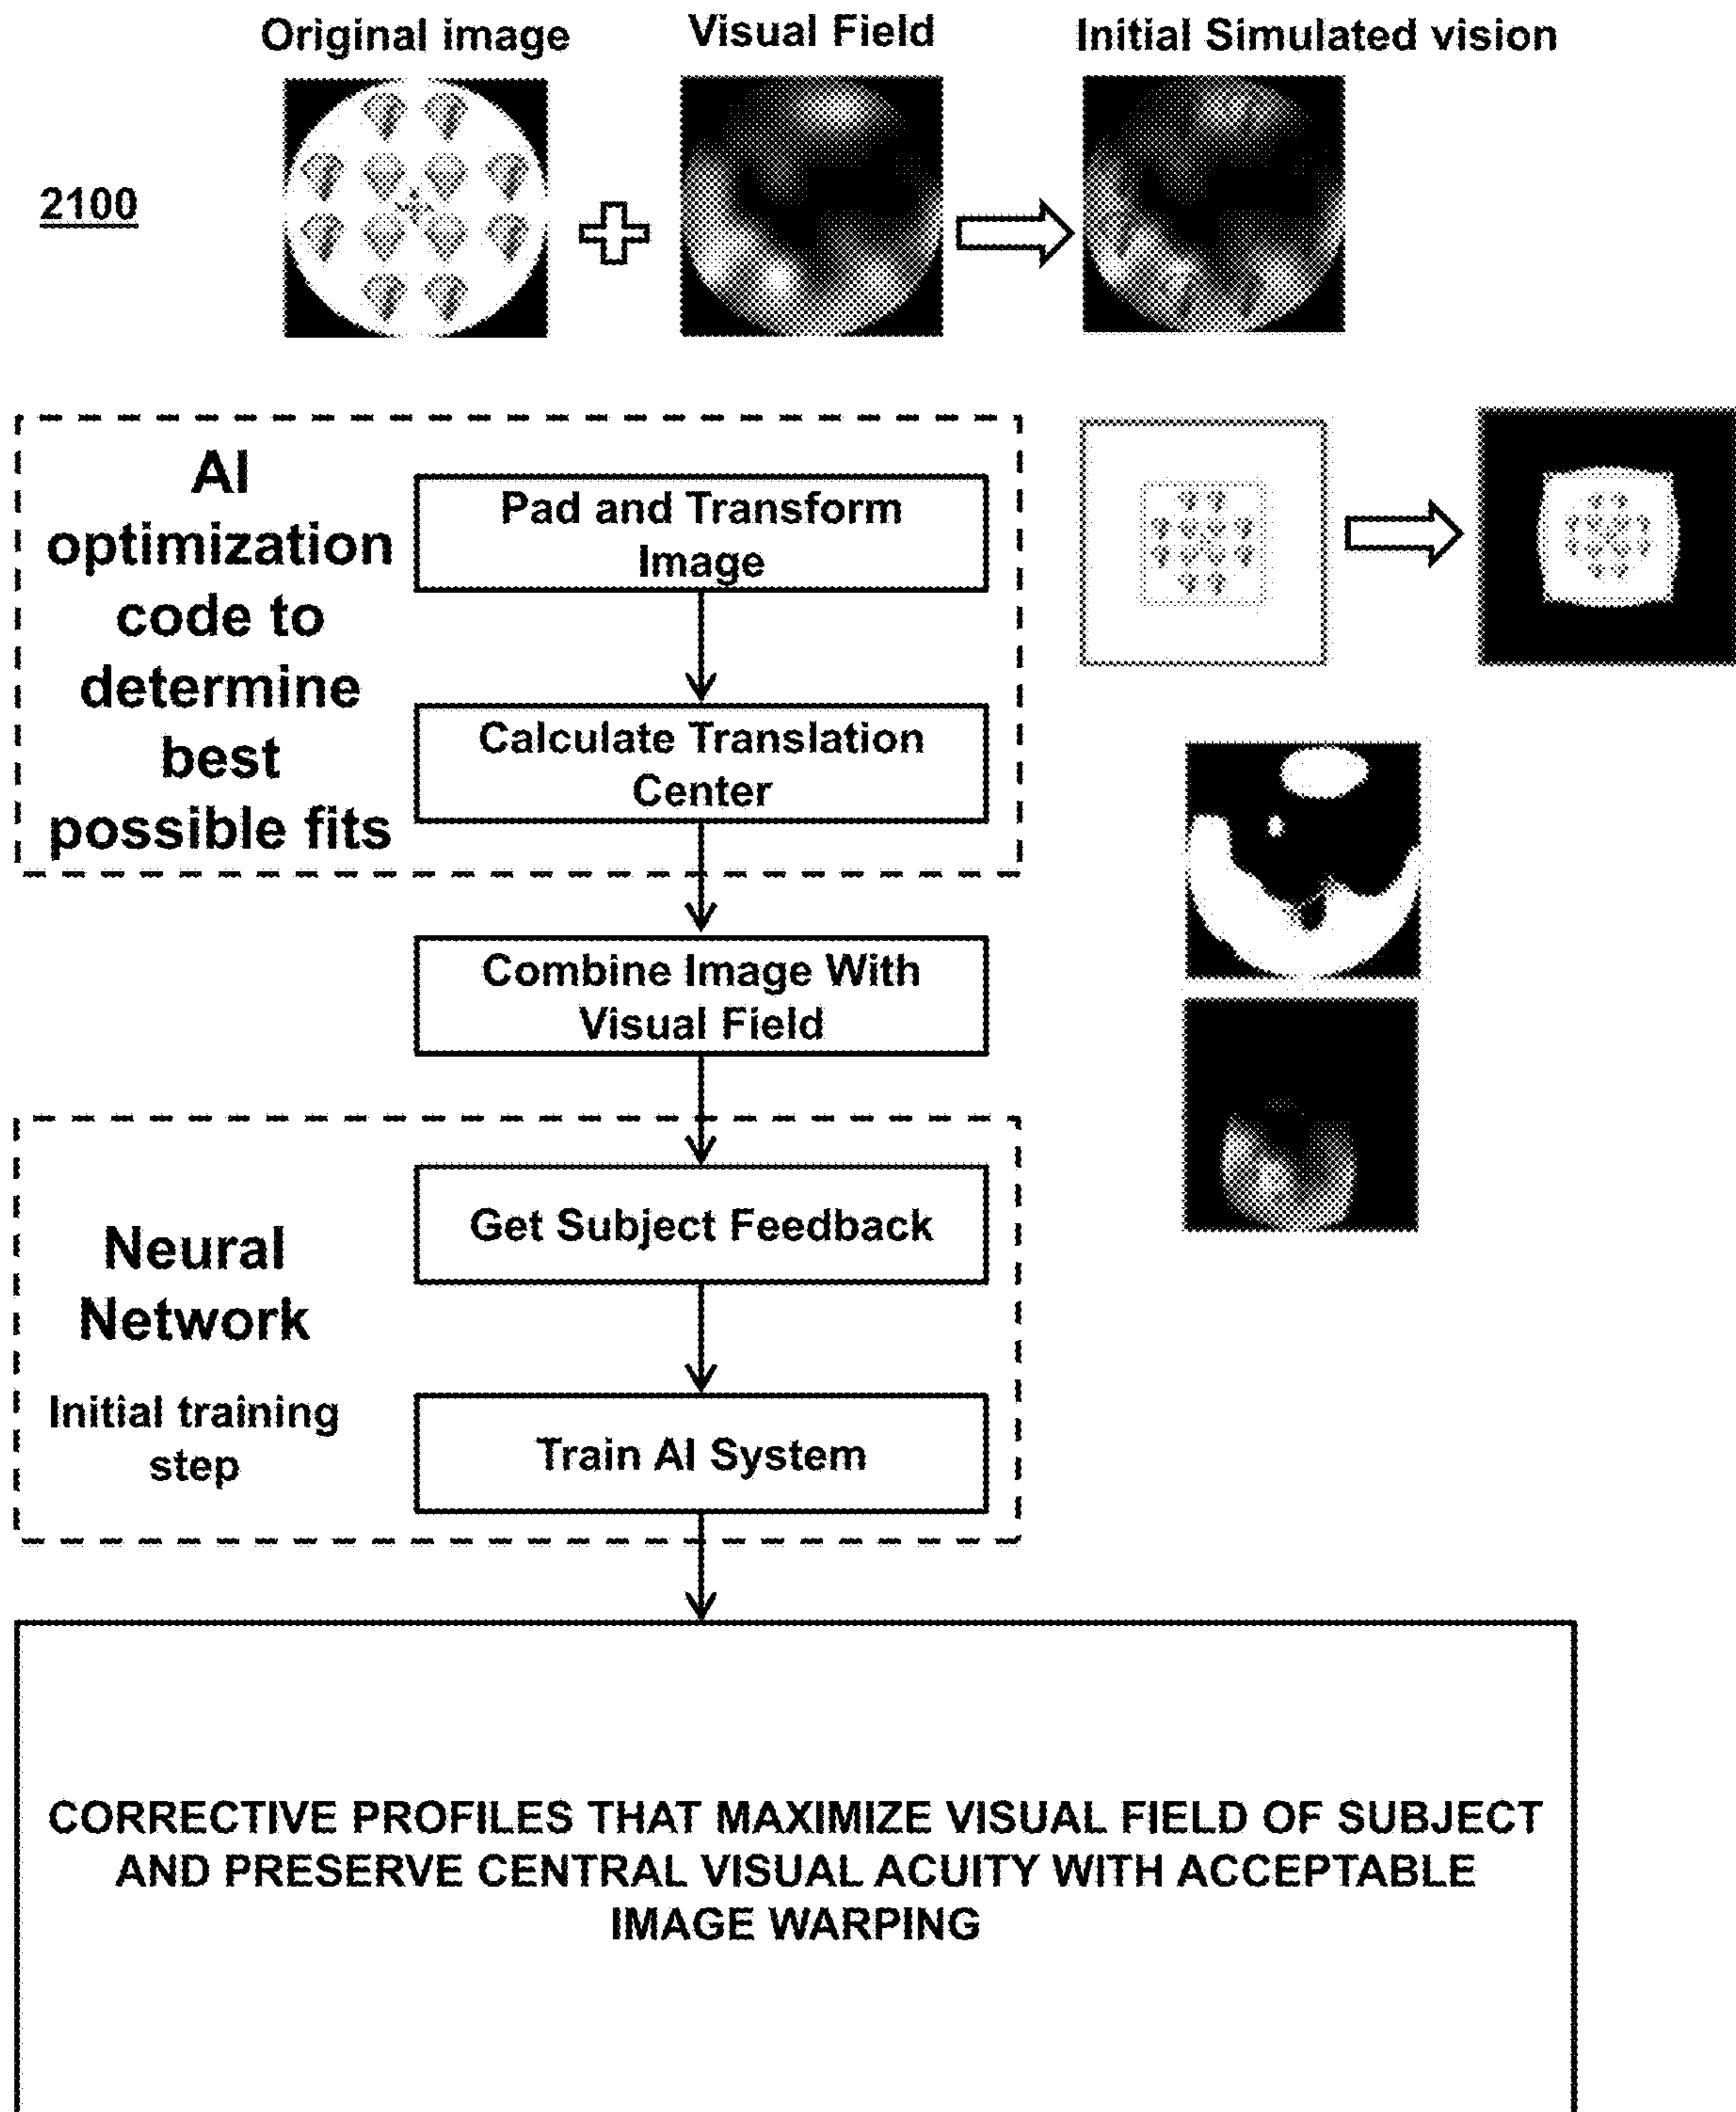 Original image
Visual Field
Initial Simulated vision
2100
AI
optimization
code to
determine
best
possible fits
Pad and Transform
Image
Calculate Translation
Center
Combine Image With
Visual Field
Neural
Network
Initial training
step
Get Subject Feedback
Train AI System
CORRECTIVE PROFILES THAT MAXIMIZE VISUAL FIELD OF SUBJECT
AND PRESERVE CENTRAL VISUAL ACUITY WITH ACCEPTABLE
IMAGE WARPING